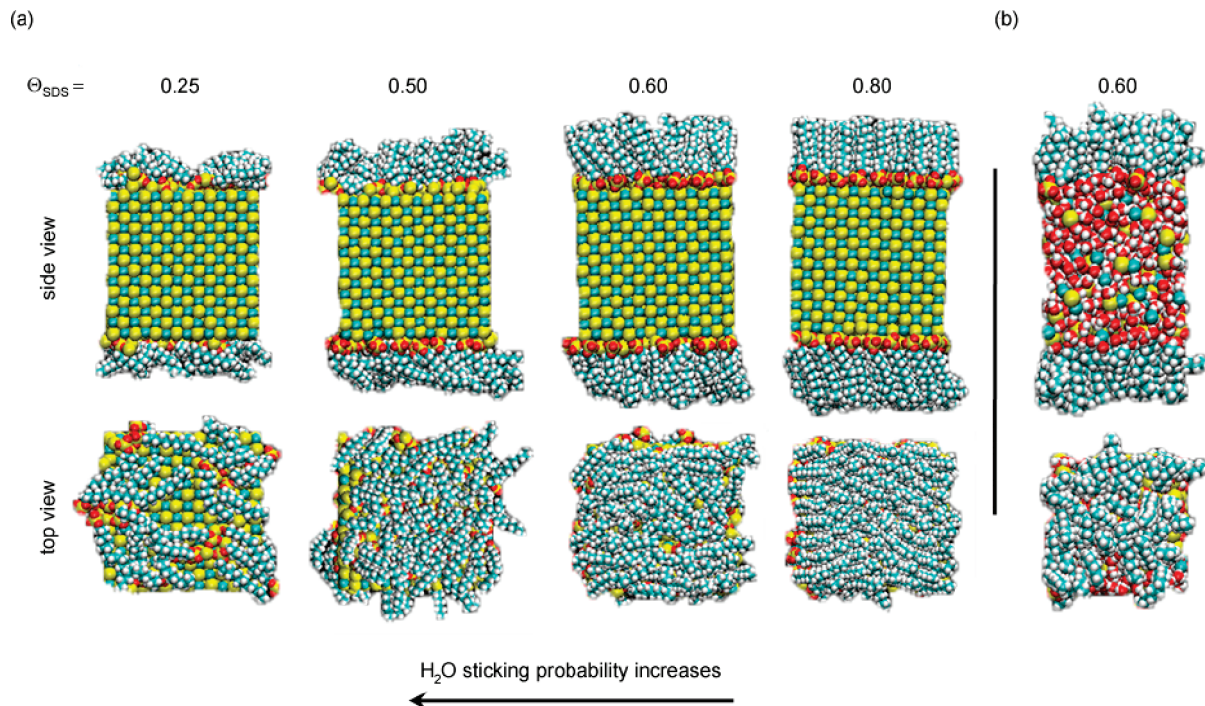 (a) (b)
Θ_SDS = 0.25 0.50 0.60 0.80 0.60
side view
top view
H₂O sticking probability increases